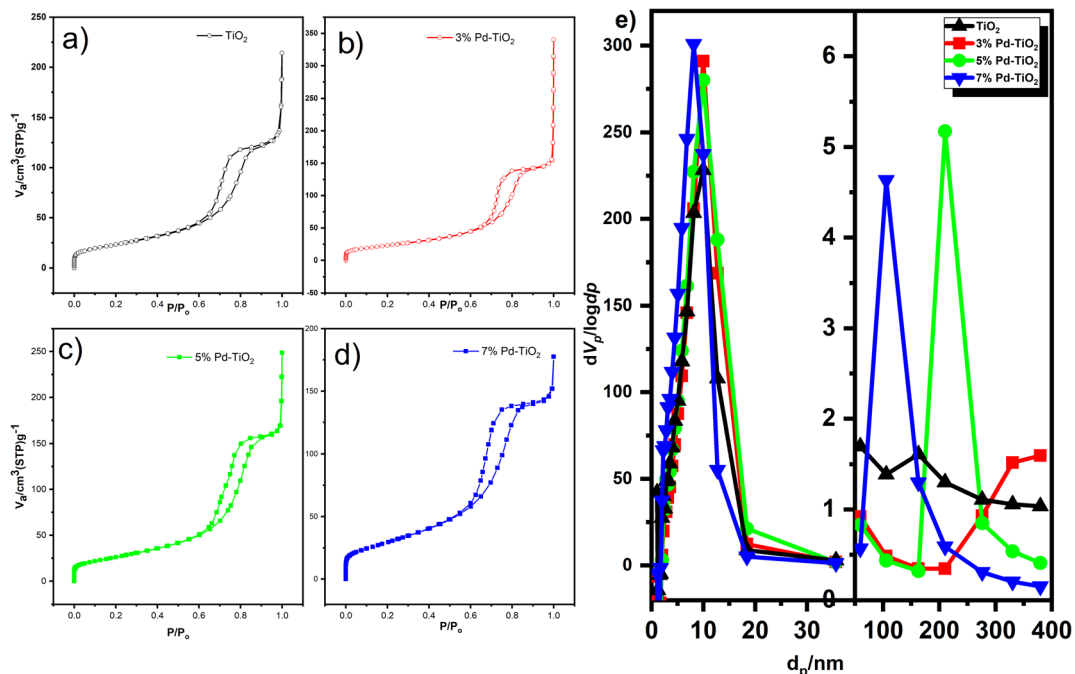 a)
TiO2
250
200
150
100
50
0
Va/cm3(STP)g-1
0.0 0.2 0.4 0.6 0.8 1.0
P/Po
b)
3% Pd-TiO2
350
300
250
200
150
100
50
0
-50
0.0 0.2 0.4 0.6 0.8 1.0
P/Po
c)
5% Pd-TiO2
250
200
150
100
50
0
Va/cm3(STP)g-1
0.0 0.2 0.4 0.6 0.8 1.0
P/Po
d)
7% Pd-TiO2
200
150
100
50
0
0.0 0.2 0.4 0.6 0.8 1.0
P/Po
e)
TiO2
3% Pd-TiO2
5% Pd-TiO2
7% Pd-TiO2
300
250
200
150
100
50
0
dVp/logdp
6
5
4
3
2
1
0
0 10 20 30 100 200 300 400
dp/nm